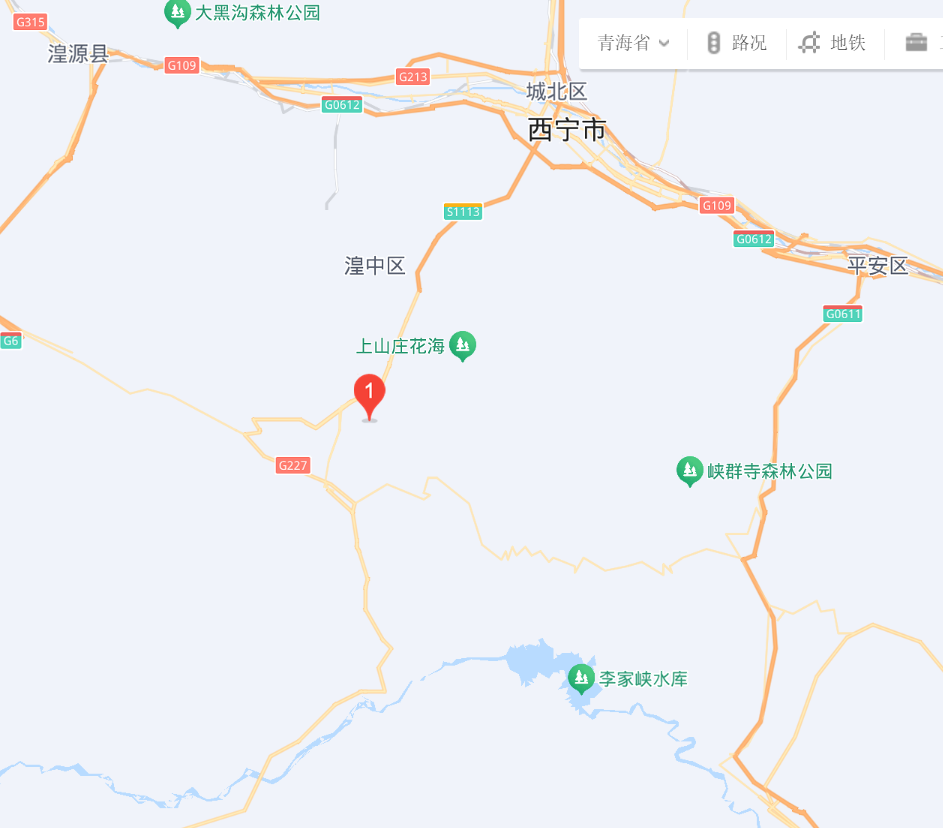 大黑沟森林公园
G315
青海省
路况
地铁
湟源县
G109
G213
城北区
G0612
西宁市
G109
S1113
G0612
湟中区
平安区
G0611
G6
上山庄花海
1
G227
峡群寺森林公园
李家峡水库